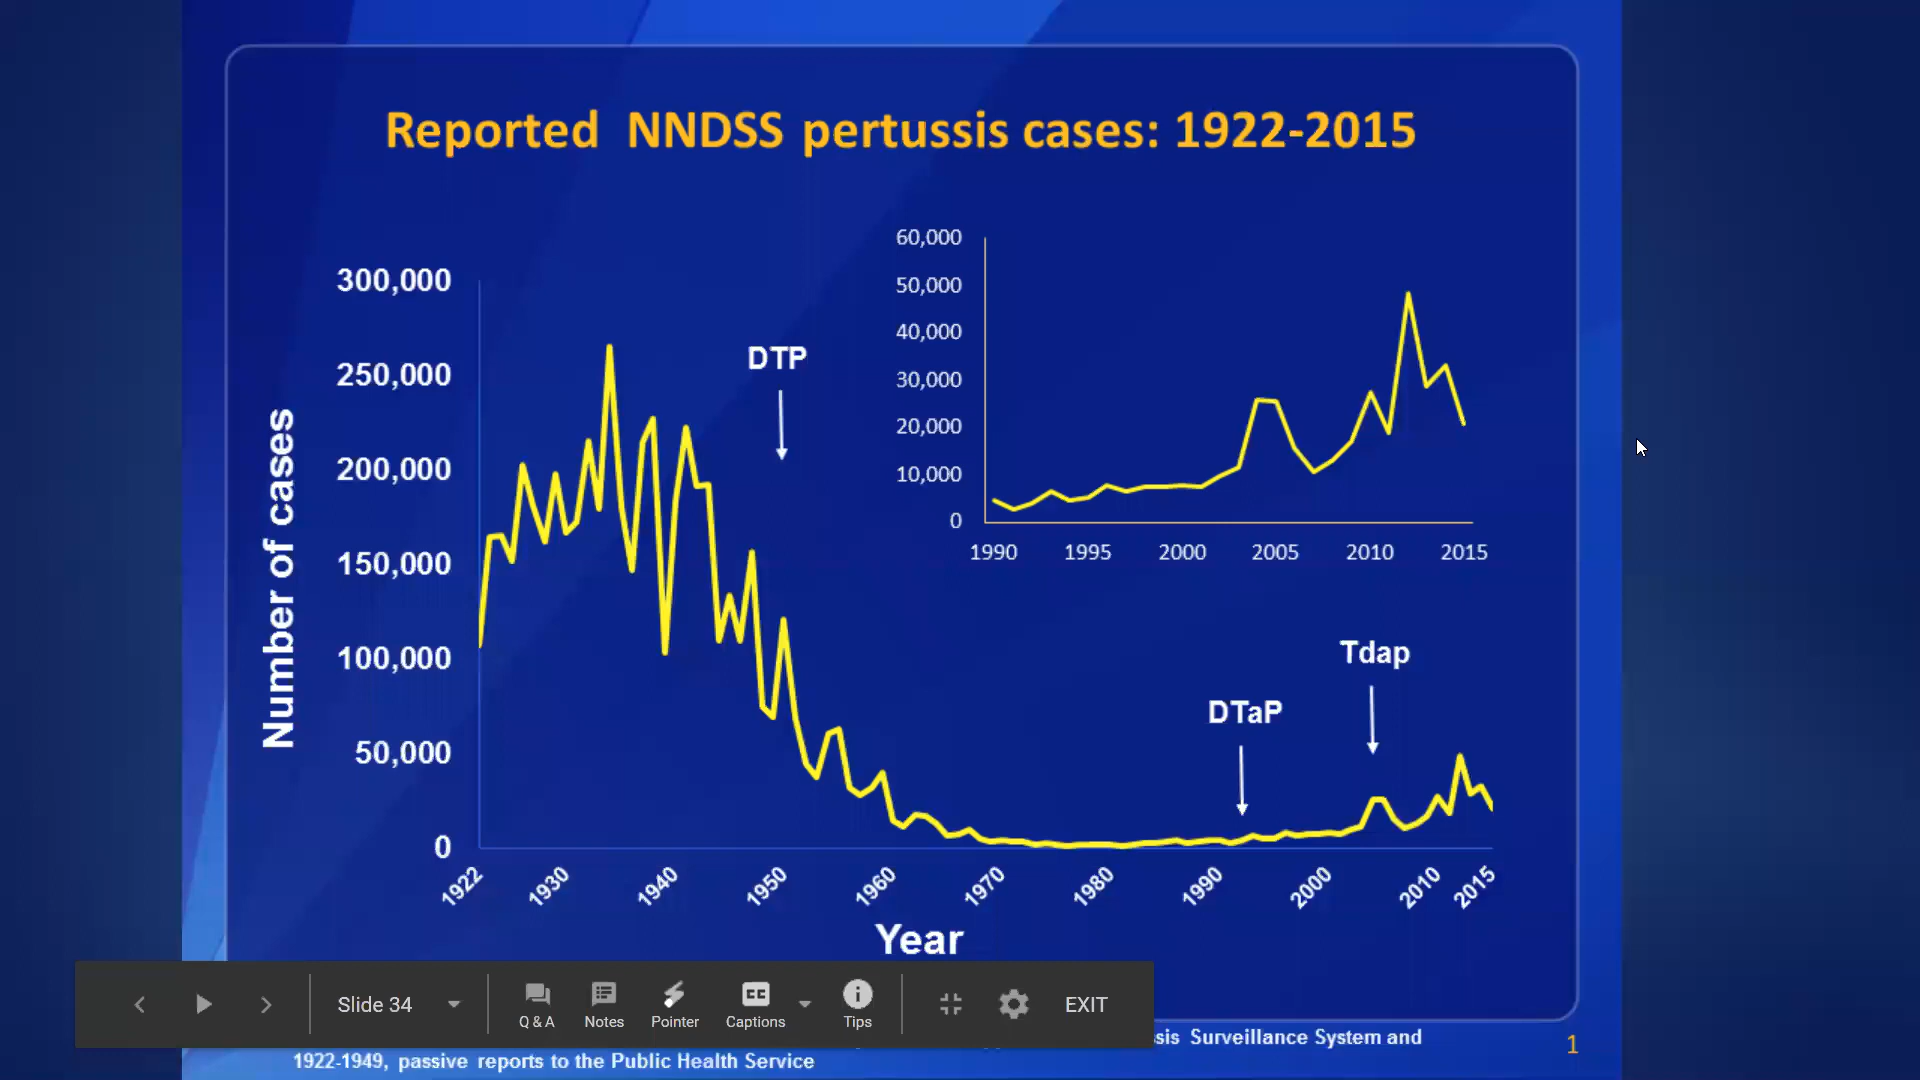 Reported NNDSS pertussis cases: 1922-2015
60,000
50,000
40,000
30,000
20,000
10,000
0
1990 1995 2000 2005 2010 2015
300,000
250,000
200,000
150,000
100,000
50,000
0
Number of cases
DTP
DTaP
Tdap
1922 1930 1940 1950 1960 1970 1980 1990 2000 2010 2015
Year
Slide 34
Q & A
Notes
Pointer
CC
Captions
Tips
EXIT
Surveillance System and
1922-1949, passive reports to the Public Health Service
1